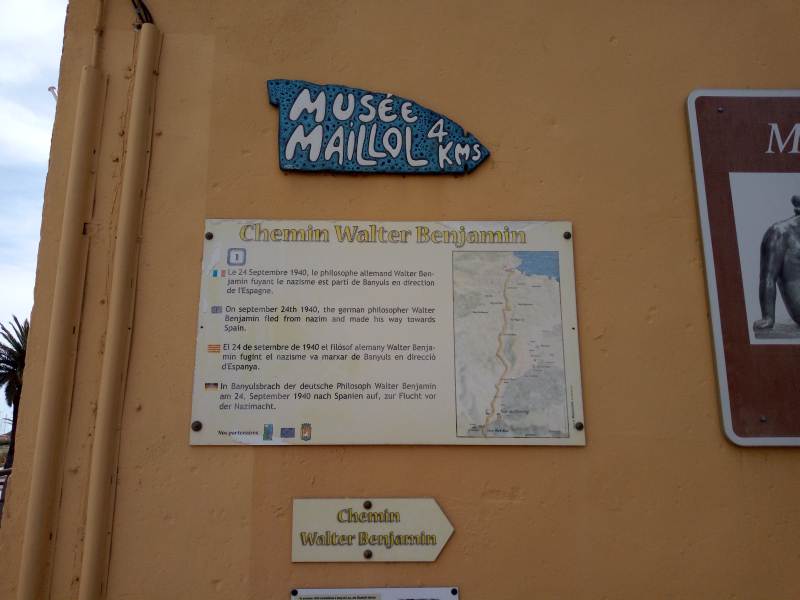 MUSÉE
MAILLOL 4
KMS
M
Chemin Walter Benjamin
1
Le 24 Septembre 1940, le philosophe allemand Walter Ben-
jamin fuyant le nazisme est parti de Banyuls en direction
de l'Espagne.
On september 24th 1940, the german philosopher Walter
Benjamin fled from nazim and made his way towards
Spain.
El 24 de setembre de 1940 el filòsof alemany Walter Benja-
min fugint el nazisme va marxar de Banyuls en direcció
d'Espanya.
In Banyulsbrach der deutsche Philosoph Walter Benjamin
am 24. September 1940 nach Spanien auf, zur Flucht vor
der Nazimacht.
Nos partenaires
Chemin
Walter Benjamin